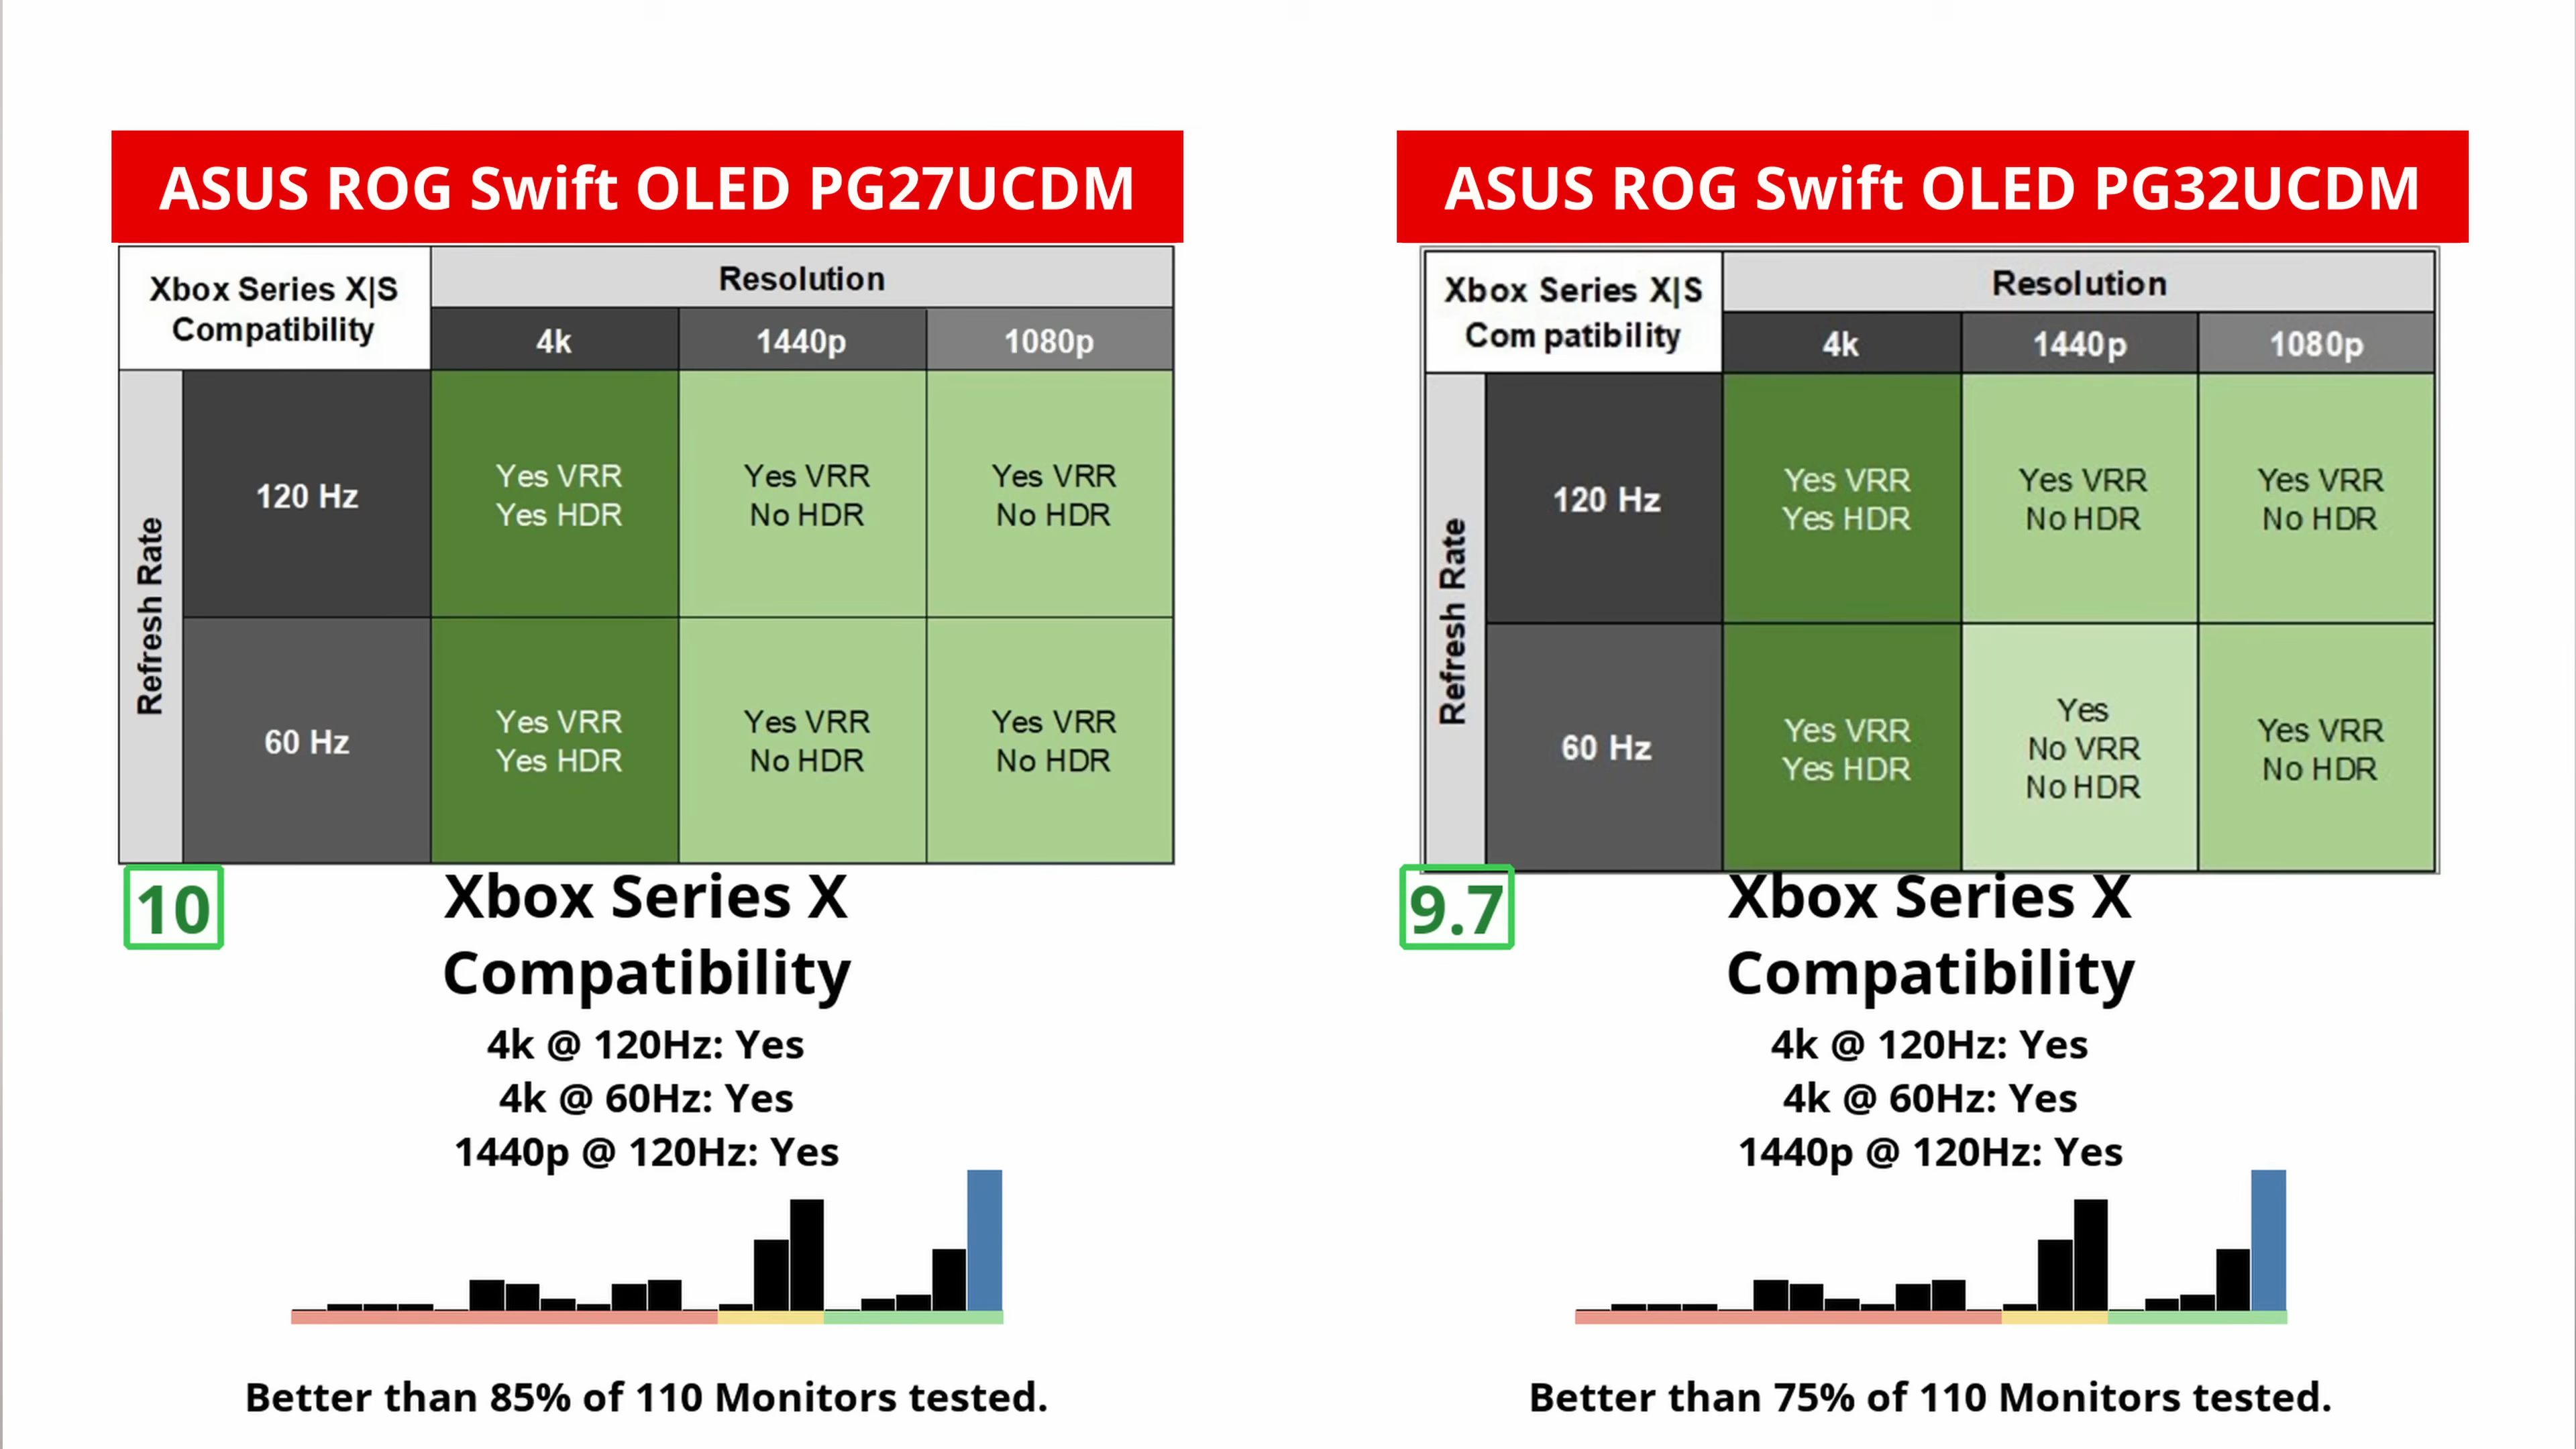 ASUS ROG Swift OLED PG27UCDM
Xbox Series X|S
Compatibility
Resolution
4k
1440p
1080p
Refresh Rate
120 Hz
Yes VRR
Yes HDR
Yes VRR
No HDR
Yes VRR
No HDR
60 Hz
Yes VRR
Yes HDR
Yes VRR
No HDR
Yes VRR
No HDR
10
Xbox Series X
Compatibility
4k @ 120Hz: Yes
4k @ 60Hz: Yes
1440p @ 120Hz: Yes
Better than 85% of 110 Monitors tested.
ASUS ROG Swift OLED PG32UCDM
Xbox Series X|S
Com patibility
Resolution
4k
1440p
1080p
Refresh Rate
120 Hz
Yes VRR
Yes HDR
Yes VRR
No HDR
Yes VRR
No HDR
60 Hz
Yes VRR
Yes HDR
Yes
No VRR
No HDR
Yes VRR
No HDR
9.7
Xbox Series X
Compatibility
4k @ 120Hz: Yes
4k @ 60Hz: Yes
1440p @ 120Hz: Yes
Better than 75% of 110 Monitors tested.